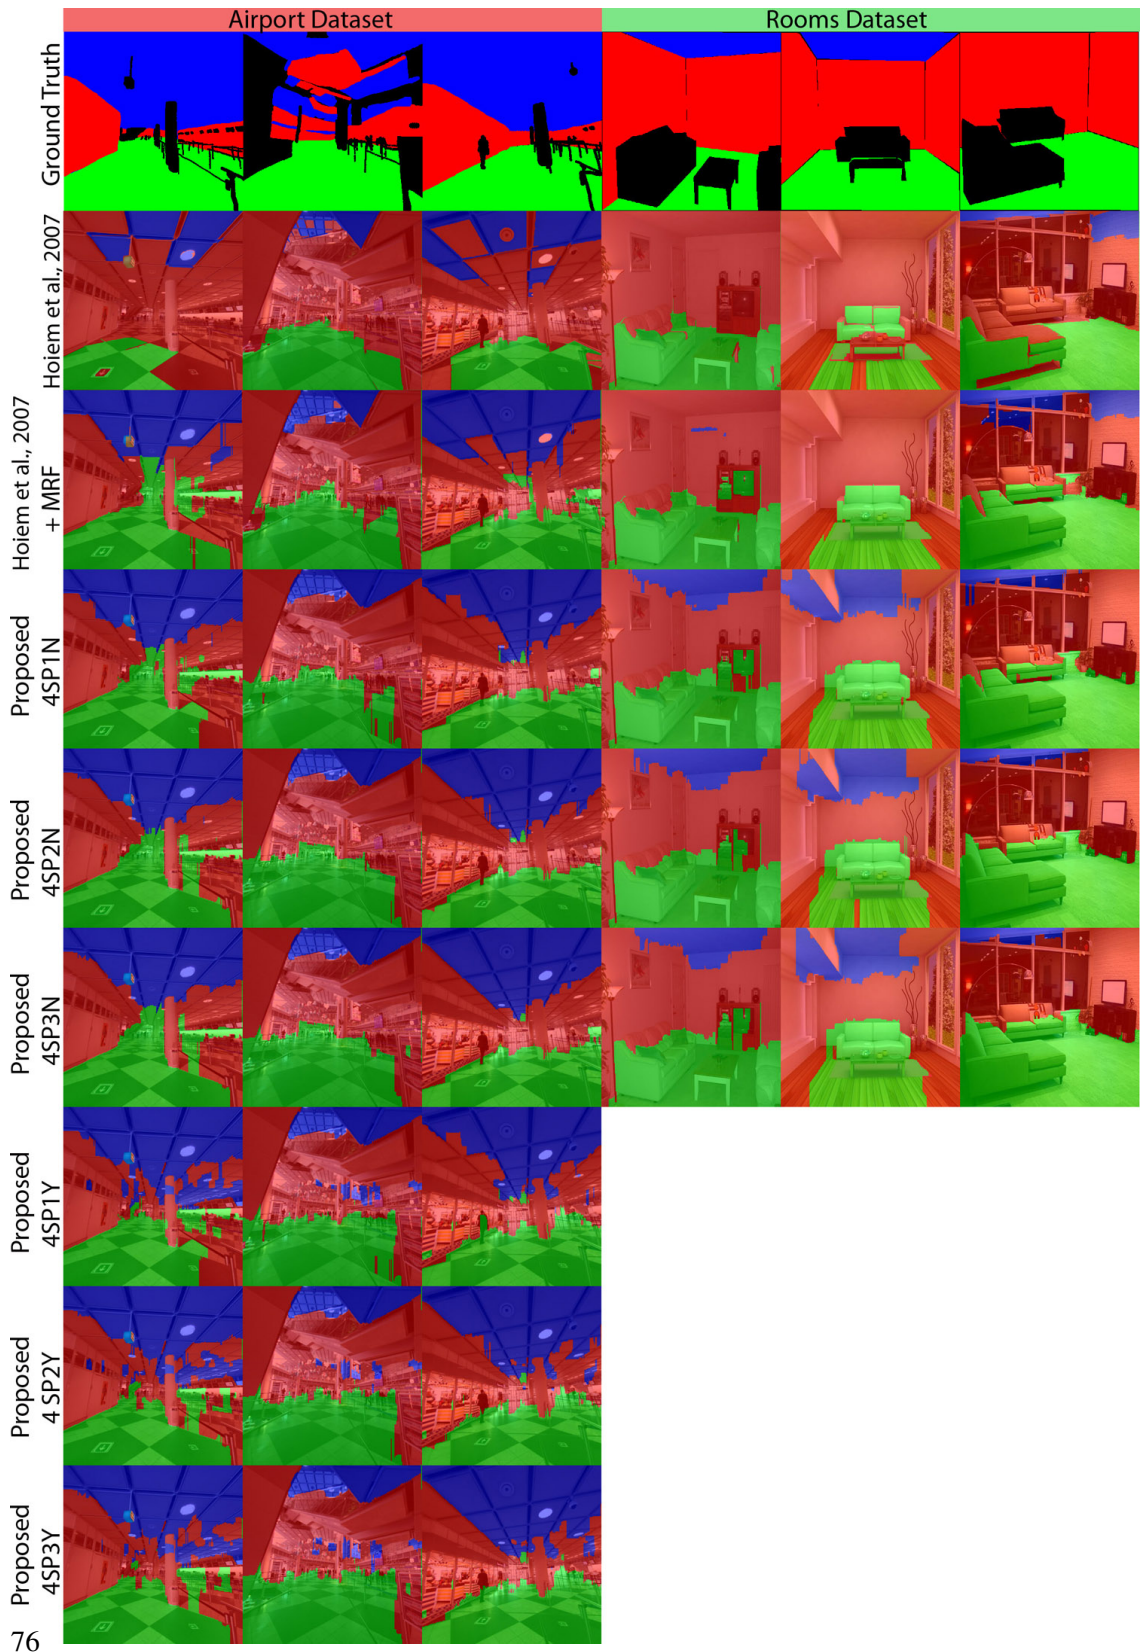 Airport Dataset
Rooms Dataset
Ground Truth
Hoiem et al., 2007
Hoiem et al., 2007
+ MRF
Proposed
4SP1N
Proposed
4SP2N
Proposed
4SP3N
Proposed
4SP1Y
Proposed
4 SP2Y
Proposed
4SP3Y
76